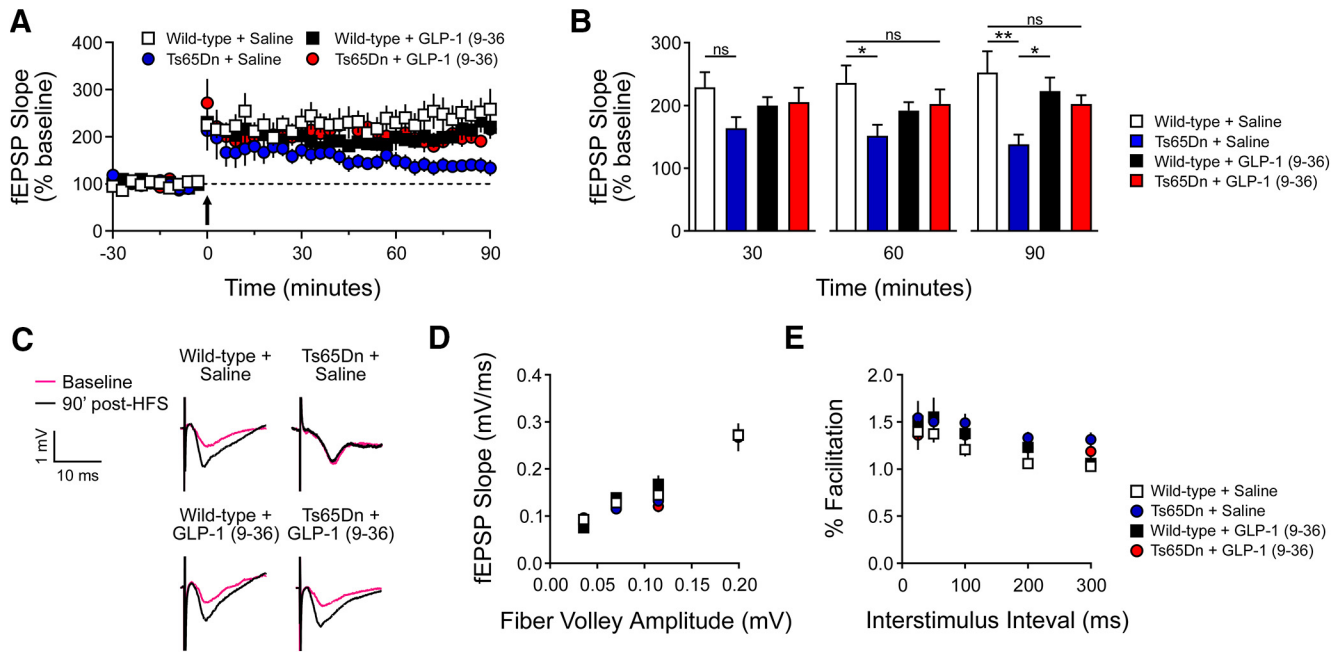 A
Wild-type + Saline
Wild-type + GLP-1 (9-36
Ts65Dn + Saline
Ts65Dn + GLP-1 (9-36)
fEPSP Slope
(% baseline)
400
300
200
100
0
-30
0
30
60
90
Time (minutes)
B
fEPSP Slope
(% baseline)
300
200
100
0
ns
ns
*
ns
**
*
30
60
90
Time (minutes)
Wild-type + Saline
Ts65Dn + Saline
Wild-type + GLP-1 (9-36)
Ts65Dn + GLP-1 (9-36)
C
Baseline
90' post-HFS
1 mV
10 ms
Wild-type +
Saline
Ts65Dn +
Saline
Wild-type +
GLP-1 (9-36)
Ts65Dn +
GLP-1 (9-36)
D
fEPSP Slope (mV/ms)
0.4
0.3
0.2
0.1
0.0
0.00
0.05
0.10
0.15
0.20
Fiber Volley Amplitude (mV)
E
% Facilitation
2.0
1.5
1.0
0.5
0.0
0
100
200
300
Interstimulus Inteval (ms)
Wild-type + Saline
Ts65Dn + Saline
Wild-type + GLP-1 (9-36)
Ts65Dn + GLP-1 (9-36)